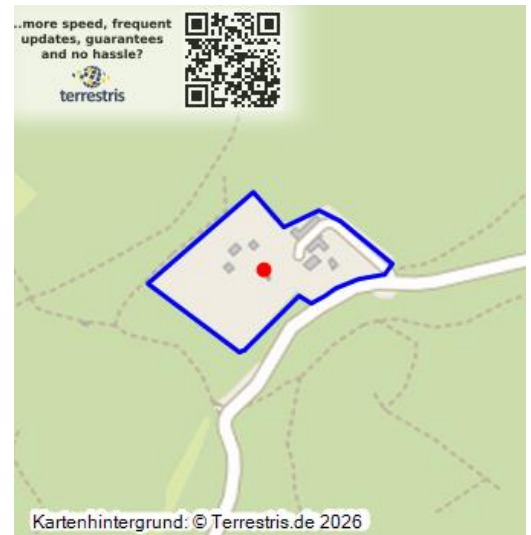 ..more speed, frequent
updates, guarantees
and no hassle?
terrestris
Kartenhintergrund: © Terrestris.de 2026